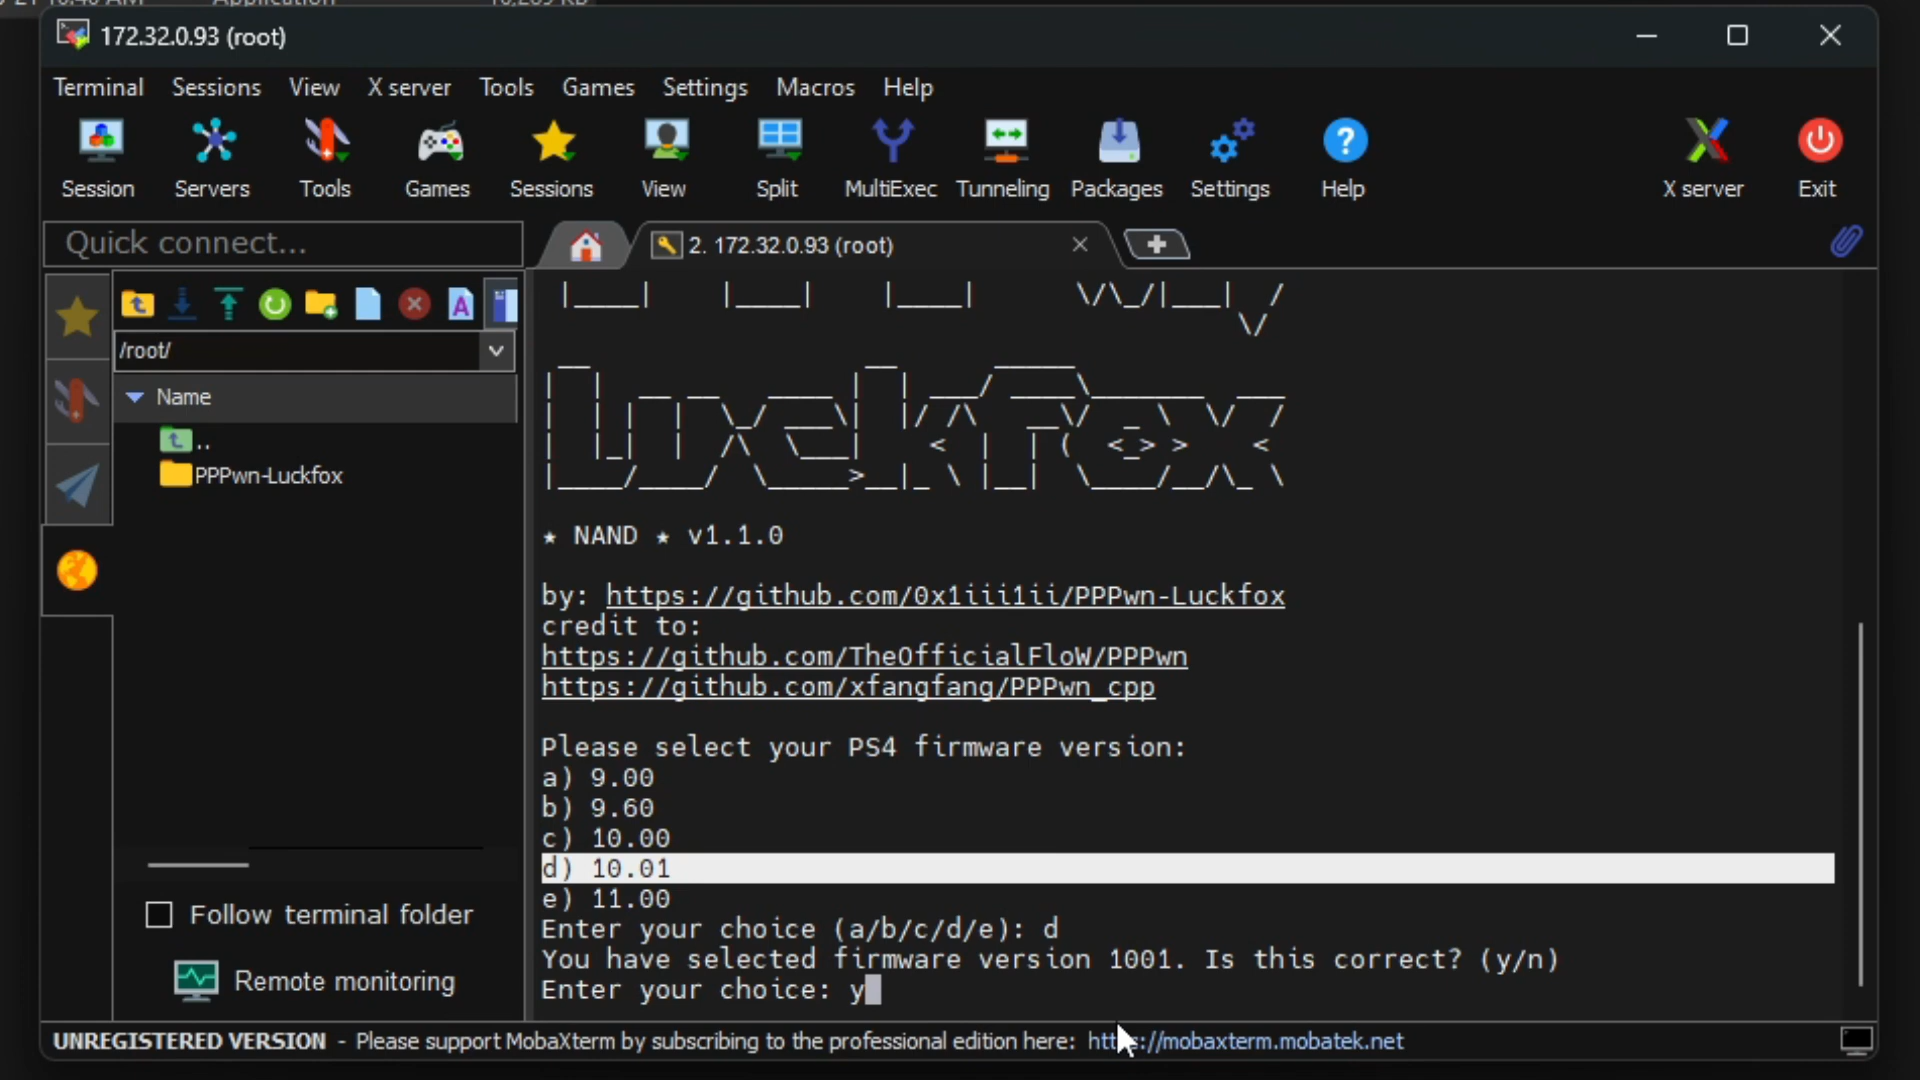 172.32.0.93 (root)
Terminal Sessions View X server Tools Games Settings Macros Help
Session Servers Tools Games Sessions View Split MultiExec Tunneling Packages Settings Help X server Exit
Quick connect...
2. 172.32.0.93 (root)
/root/
Name
..
PPPwn-Luckfox
Luckfox
★ NAND ★ v1.1.0
by: https://github.com/0x1iii1ii/PPPwn-Luckfox
credit to:
https://github.com/TheOfficialFloW/PPPwn
https://github.com/xfangfang/PPPwn_cpp
Please select your PS4 firmware version:
a) 9.00
b) 9.60
c) 10.00
d) 10.01
e) 11.00
Enter your choice (a/b/c/d/e): d
You have selected firmware version 1001. Is this correct? (y/n)
Enter your choice: y
Follow terminal folder
Remote monitoring
UNREGISTERED VERSION - Please support MobaXterm by subscribing to the professional edition here: https://mobaxterm.mobatek.net